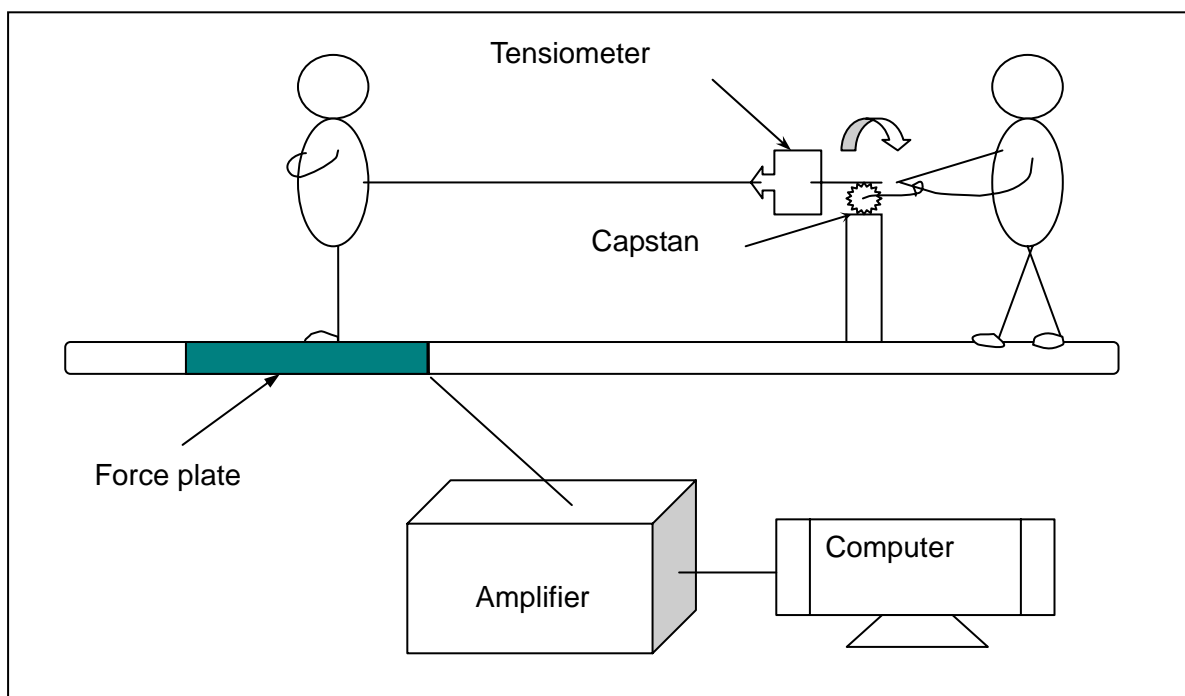 Tensiometer
Capstan
Force plate
Amplifier
Computer